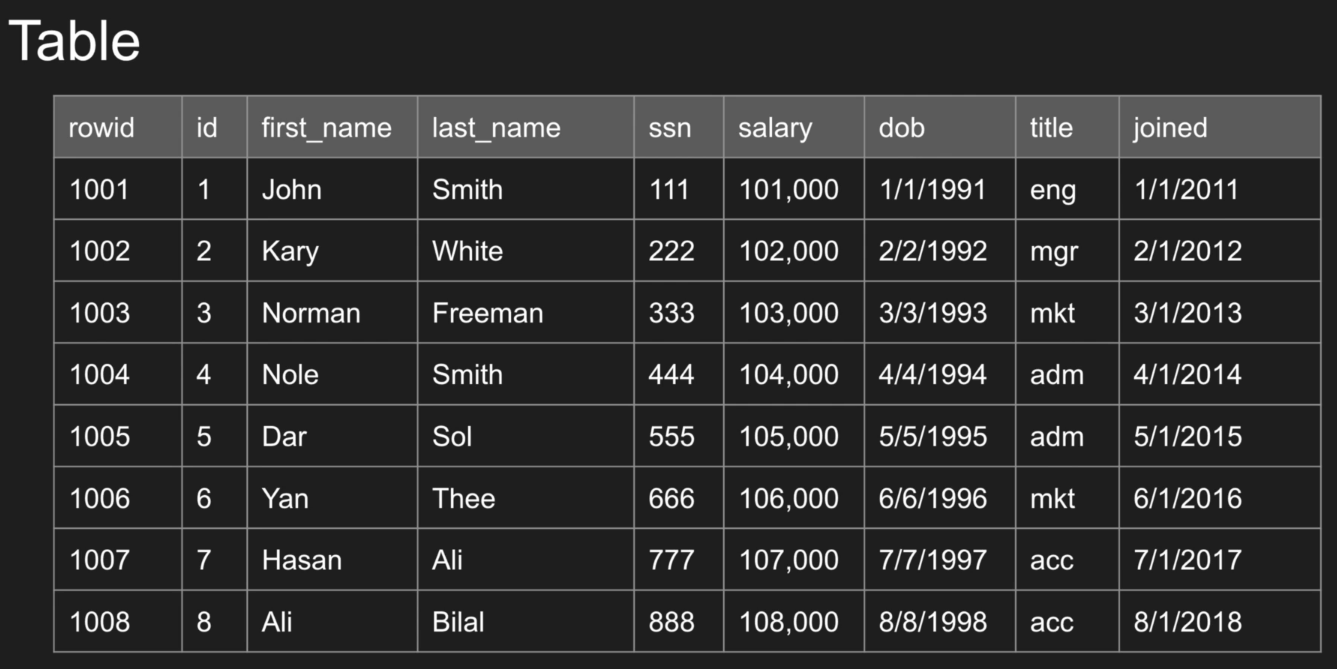 Table
rowid id first_name last_name ssn salary dob title joined
1001 1 John Smith 111 101,000 1/1/1991 eng 1/1/2011
1002 2 Kary White 222 102,000 2/2/1992 mgr 2/1/2012
1003 3 Norman Freeman 333 103,000 3/3/1993 mkt 3/1/2013
1004 4 Nole Smith 444 104,000 4/4/1994 adm 4/1/2014
1005 5 Dar Sol 555 105,000 5/5/1995 adm 5/1/2015
1006 6 Yan Thee 666 106,000 6/6/1996 mkt 6/1/2016
1007 7 Hasan Ali 777 107,000 7/7/1997 acc 7/1/2017
1008 8 Ali Bilal 888 108,000 8/8/1998 acc 8/1/2018